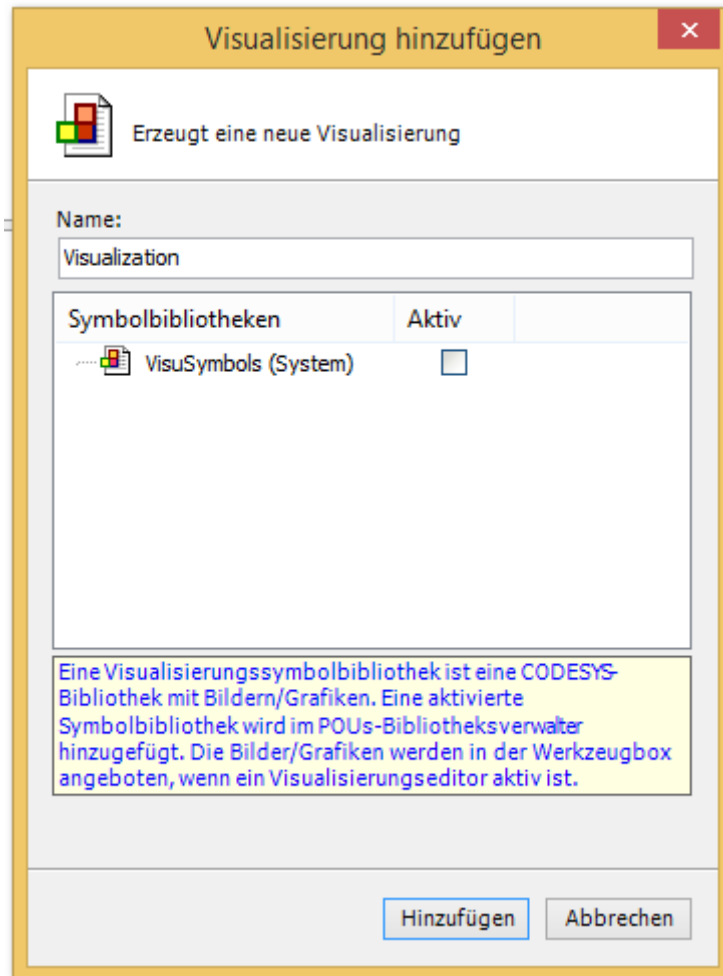 Visualisierung hinzufügen
Erzeugt eine neue Visualisierung
Name:
Visualization
Symbolbibliotheken Aktiv
VisuSymbols (System)
Eine Visualisierungssymbolbibliothek ist eine CODESYS-
Bibliothek mit Bildern/Grafiken. Eine aktivierte
Symbolbibliothek wird im POUs-Bibliotheksverwalter
hinzugefügt. Die Bilder/Grafiken werden in der Werkzeugbox
angeboten, wenn ein Visualisierungseditor aktiv ist.
Hinzufügen Abbrechen